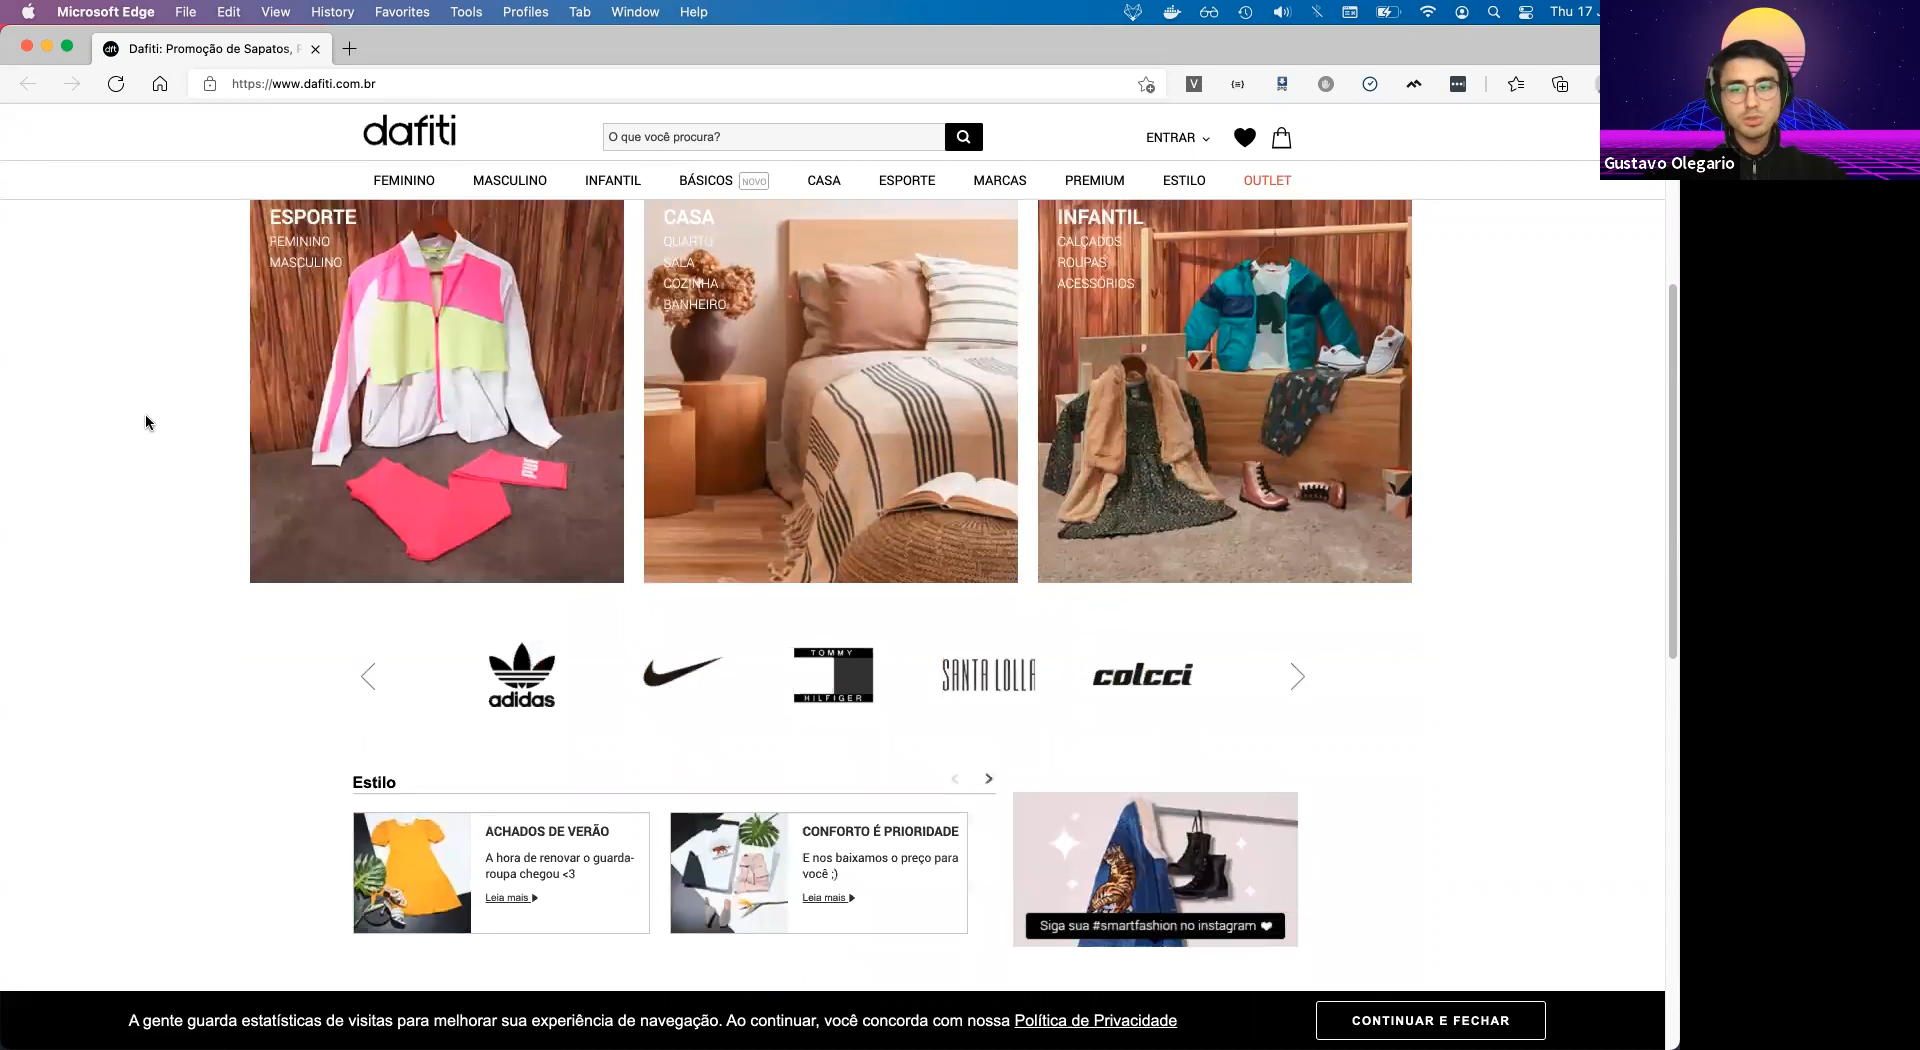 Microsoft Edge File Edit View History Favorites Tools Profiles Tab Window Help Thu 17
dft Dafiti: Promoção de Sapatos,
https://www.dafiti.com.br
dafiti
O que você procura?
ENTRAR
FEMININO MASCULINO INFANTIL BÁSICOS NOVO CASA ESPORTE MARCAS PREMIUM ESTILO OUTLET
Gustavo Olegario
ESPORTE
FEMININO
MASCULINO
CASA
QUARTO
SALA
COZINHA
BANHEIRO
INFANTIL
CALÇADOS
ROUPAS
ACESSÓRIOS
adidas
TOMMY
HILFIGER
SANTA LOLLA
colcci
Estilo
ACHADOS DE VERÃO
A hora de renovar o guarda-
roupa chegou <3
Leia mais
CONFORTO É PRIORIDADE
E nos baixamos o preço para
você ;)
Leia mais
Siga sua #smartfashion no instagram ❤
A gente guarda estatísticas de visitas para melhorar sua experiência de navegação. Ao continuar, você concorda com nossa Política de Privacidade
CONTINUAR E FECHAR